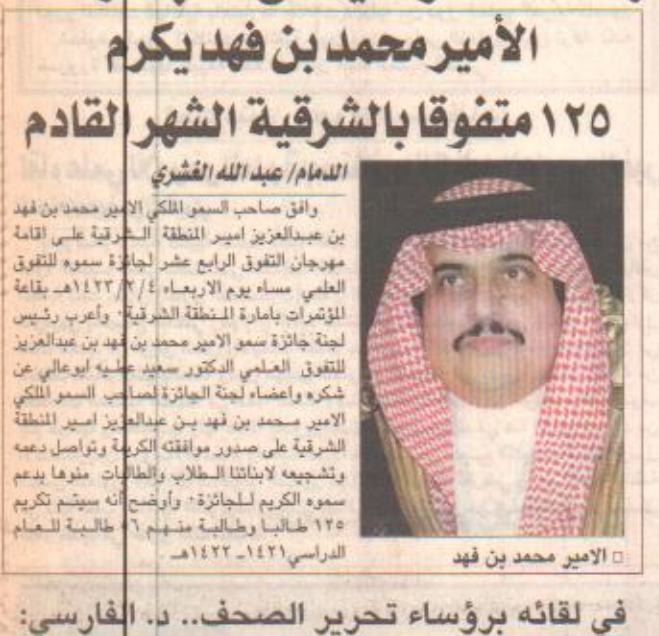 الأمير محمد بن فهد يكرم
١٢٥ متفوقا بالشرقية الشهر القادم
الدمام/ عبد الله الغشري
وافق صاحب السمو الملكي الامير محمد بن فهد
بن عبدالعزيز امير المنطقة الشرقية على اقامة
مهرجان التفوق الرابع عشر لجائزة سموه للتفوق
العلمي مساء يوم الاربعاء ١٤٢٣/٢/٤هـ بقاعة
المؤتمرات بامارة المنطقة الشرقية٠ وأعرب رئيس
لجنة جائزة سمو الامير محمد بن فهد بن عبدالعزيز
للتفوق العلمي الدكتور سعيد عطيه ابوعالي عن
شكره واعضاء لجنة الجائزة لصاحب السمو الملكي
الامير محمد بن فهد بن عبدالعزيز امير المنطقة
الشرقية على صدور موافقته الكريمة وتواصل دعمه
وتشجيعه لابنائنا الطلاب والطالبات منوها بدعم
سموه الكريم للجائزة٠ وأوضح أنه سيتم تكريم
١٢٥ طالبا وطالبة منهم طالبة للعام
الدراسي ١٤٢١ـ ١٤٢٢هـ
الامير محمد بن فهد
في لقائه برؤساء تحرير الصحف.. د. الفارسي: